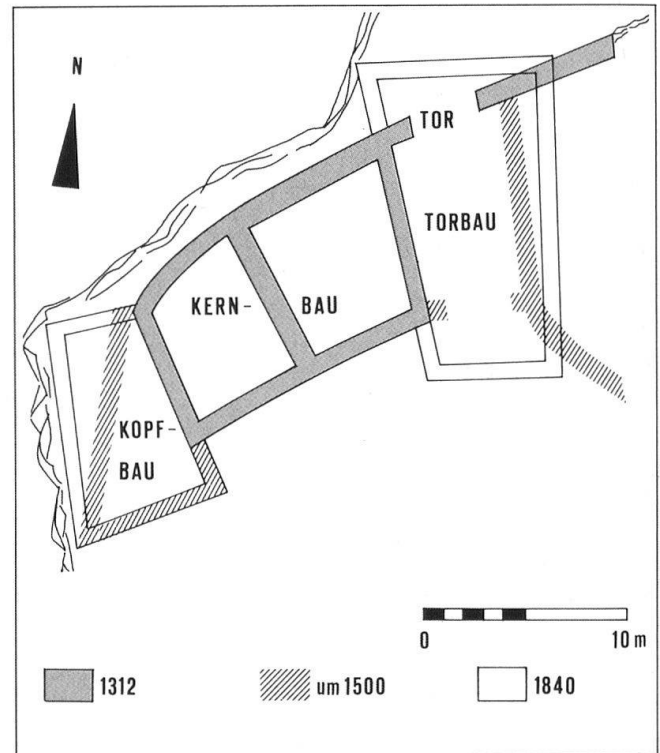 N
TOR
TORBAU
KERN-
BAU
KOPF-
BAU
0 10 m
1312 um 1500 1840